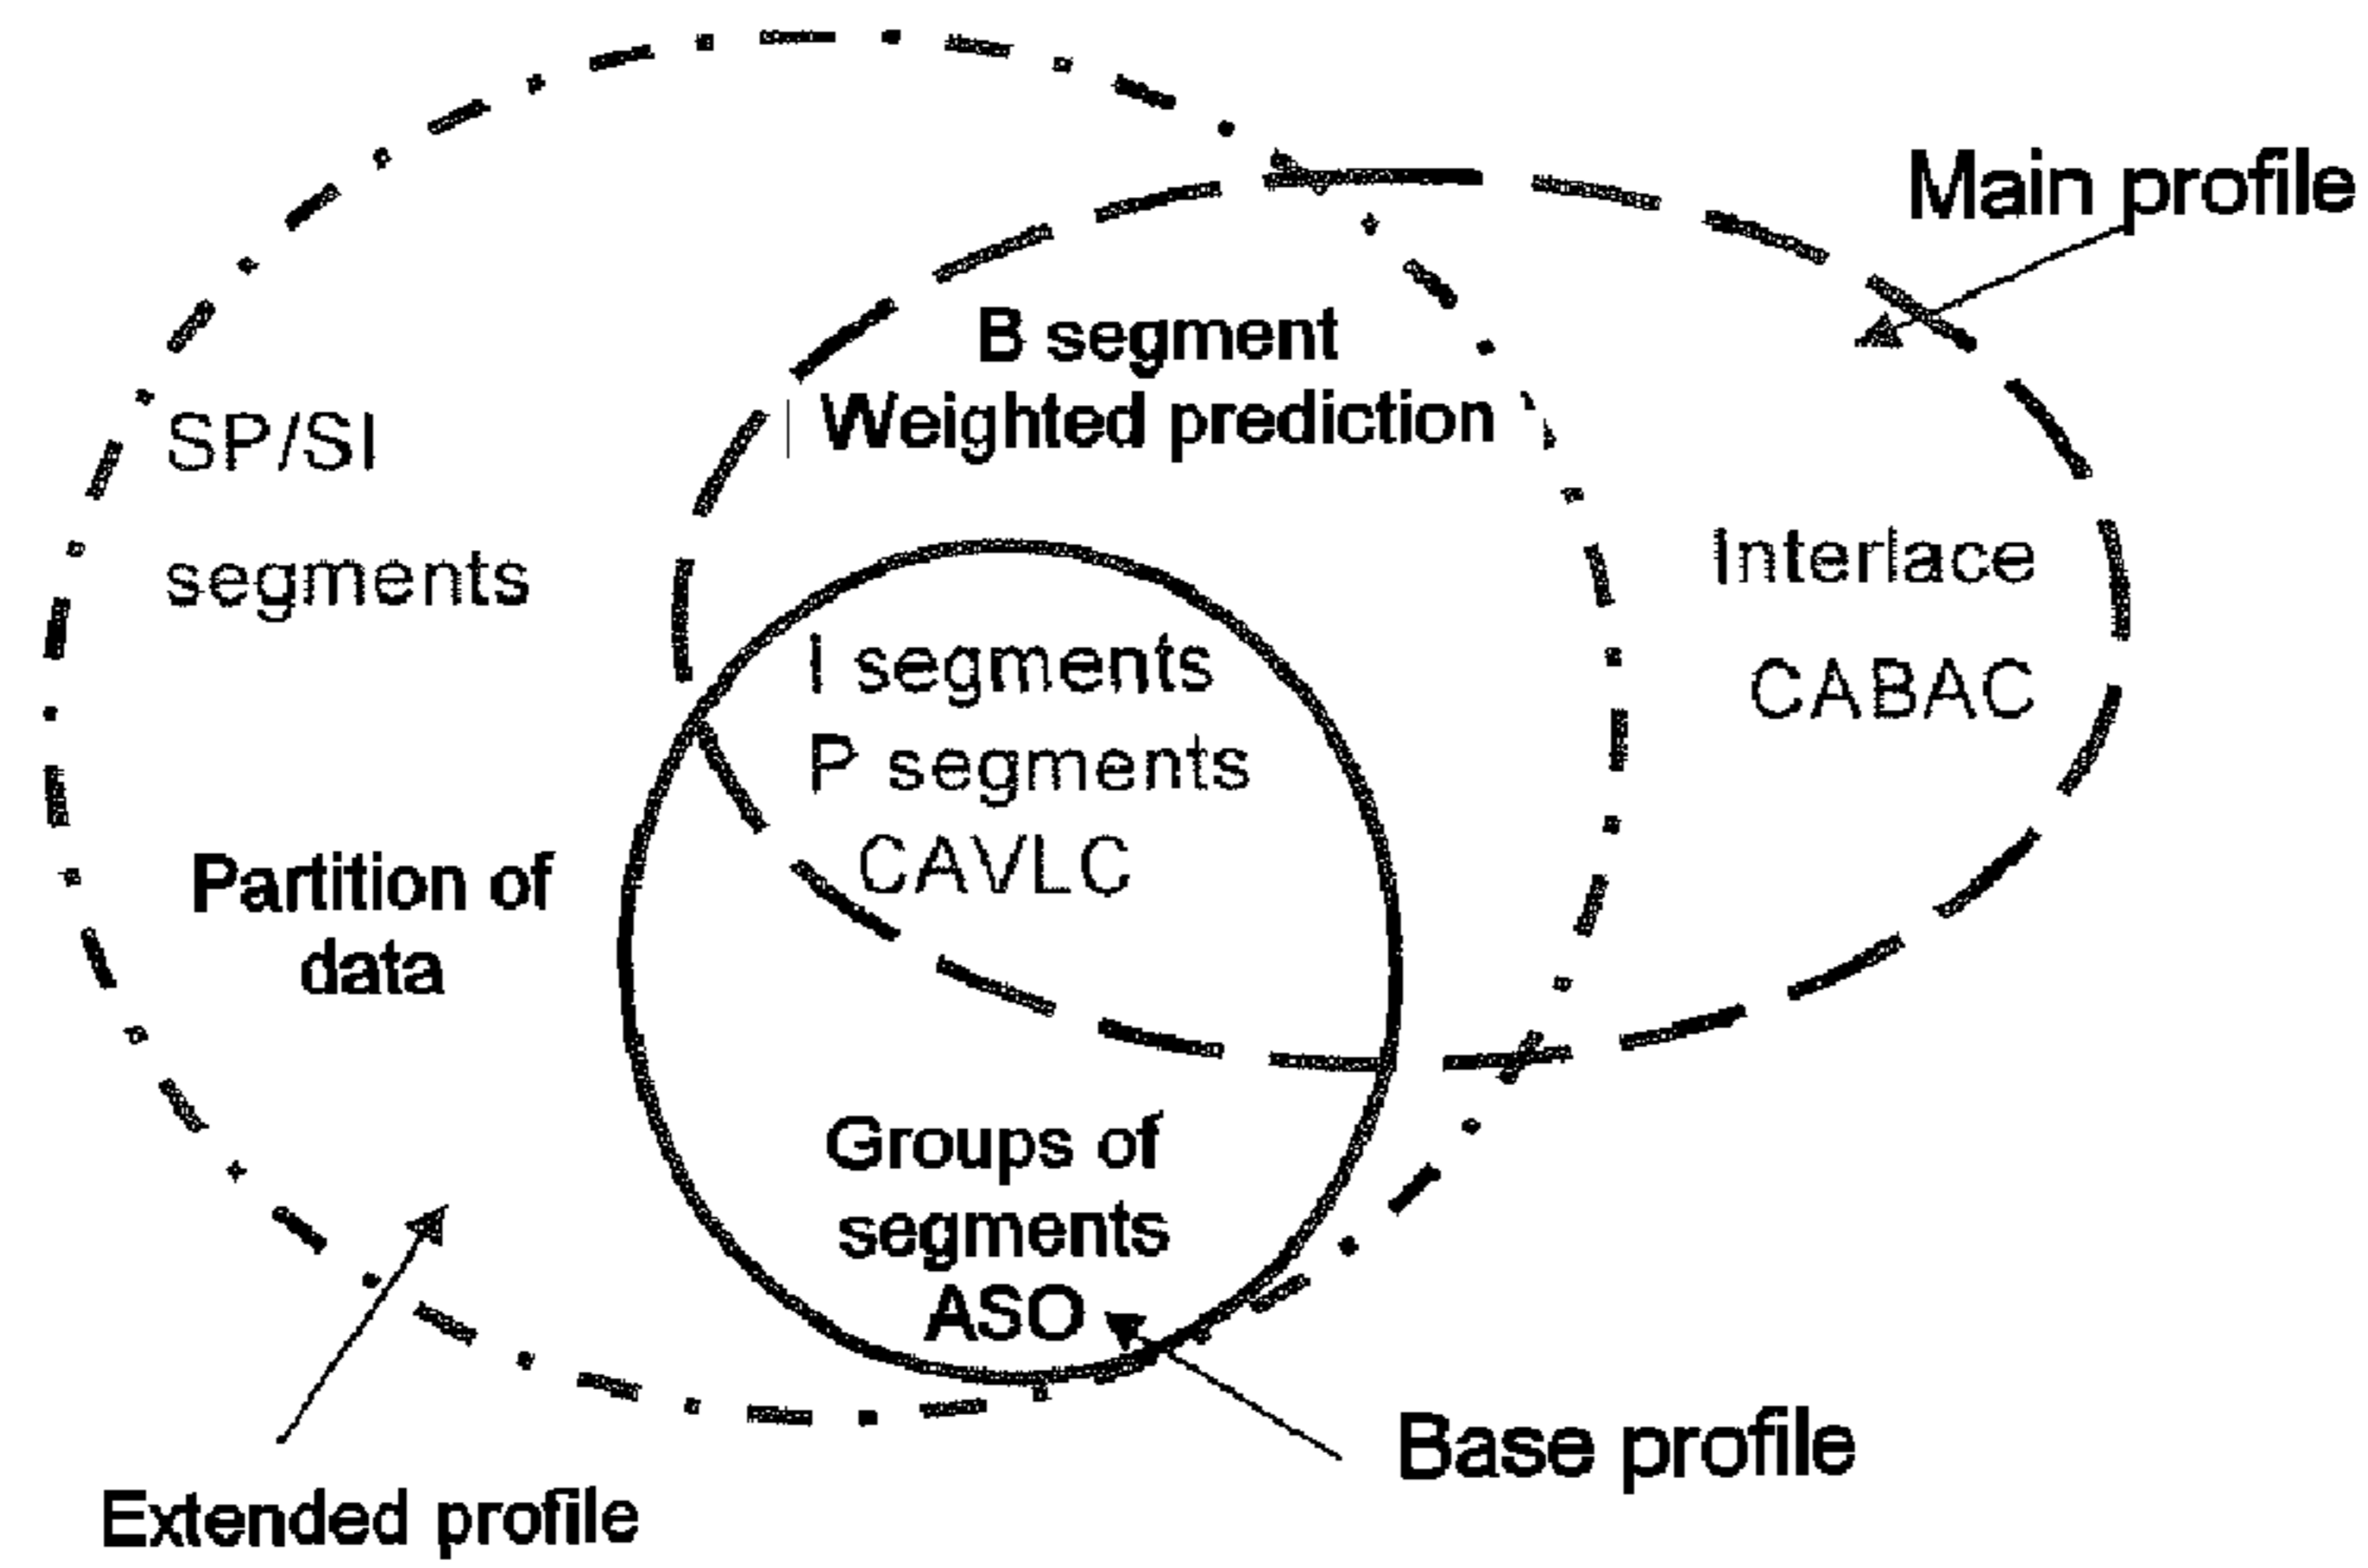 Main profile
B segment
Weighted prediction
SP/SI
segments
Interlace
CABAC
I segments
P segments
CAVLC
Partition of
data
Groups of
segments
ASO
Base profile
Extended profile